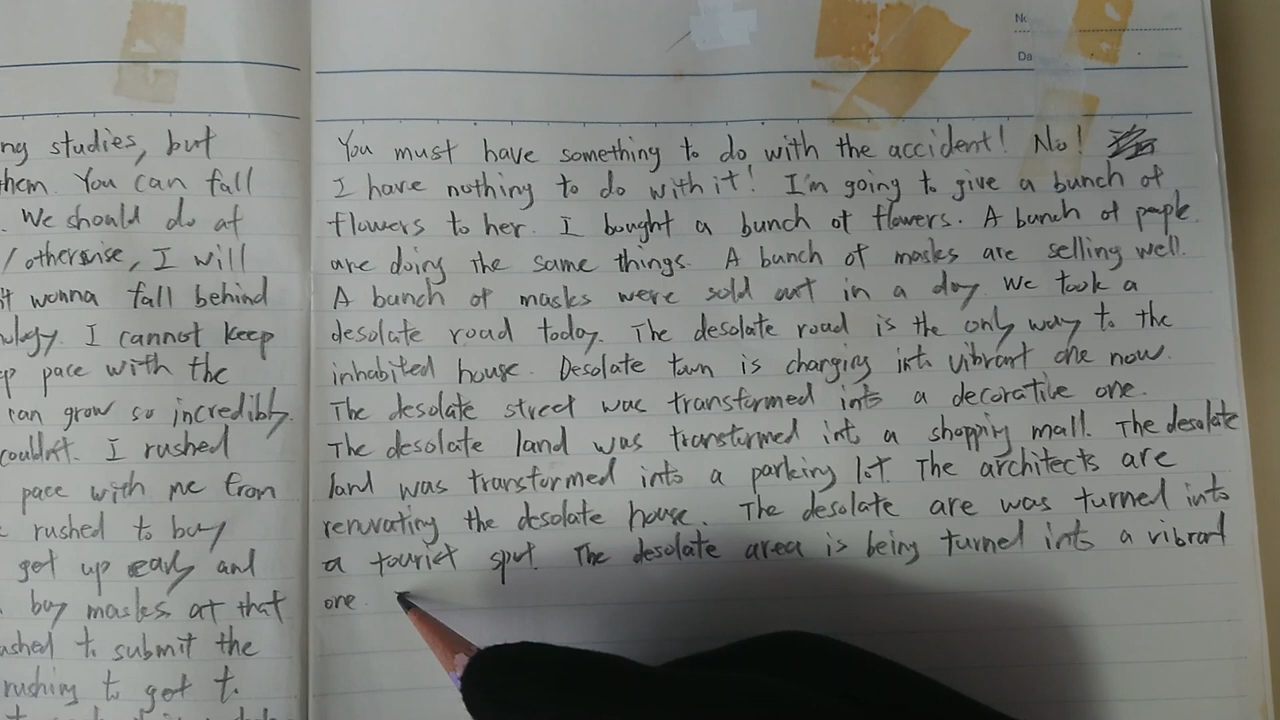 ng studies, but
hem. You can fall
. We should do at
/ otherwise, I will
it wanna fall behind
I cannot keep
p pace with the
can grow so incredibly.
couldnt. I rushed
pace with me from
rushed to buy
get up early and
buy masks at that
ushed to submit the
rushing to get t.
No
Da
You must have something to do with the accident! No!
I have nothing to do with it! I'm going to give a bunch of
flowers to her. I bought a bunch of flowers. A bunch of people
are doing the same things. A bunch of masks are selling well.
A bunch of masks were sold out in a day. We took a
desolate road today. The desolate road is the only way to the
inhabited house. Desolate town is changing into vibrant one now.
The desolate street was transformed into a decorative one.
The desolate land was transformed into a shopping mall. The desolate
land was transformed into a parking lot. The architects are
renuvating the desolate house. The desolate are was turned into
a tourist spot. The desolate area is being turned into a vibrant
one.